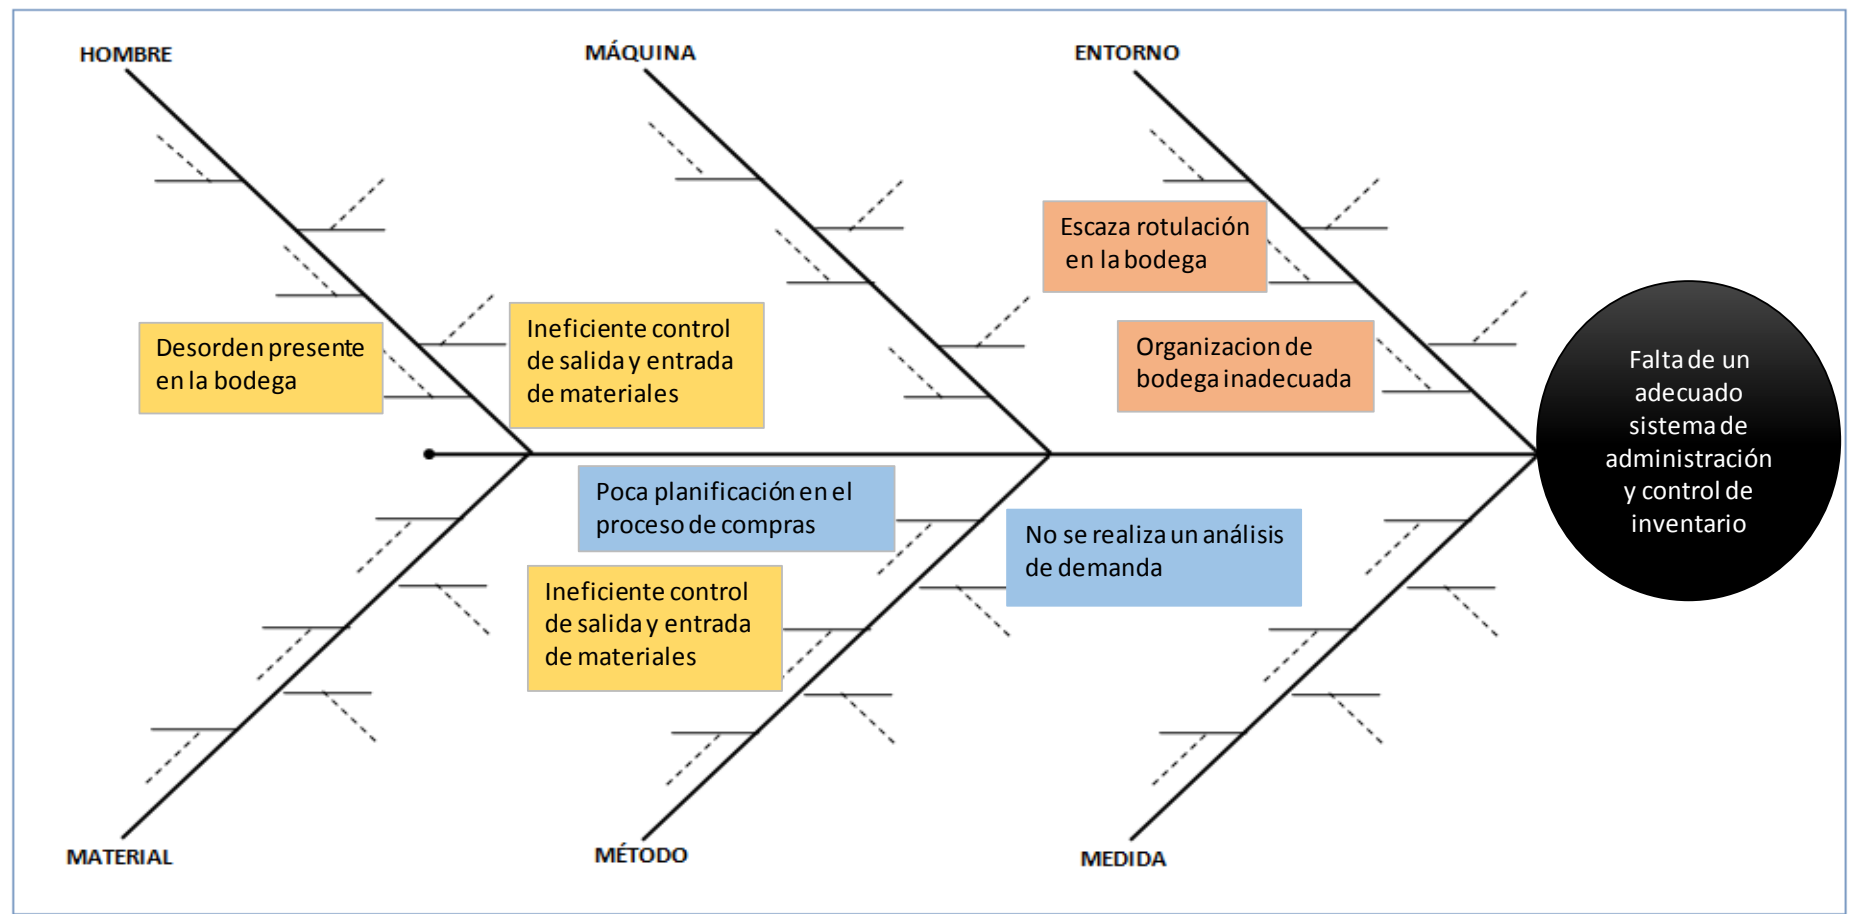 HOMBRE
MÁQUINA
ENTORNO
Escaza rotulación
en la bodega
Desorden presente
en la bodega
Ineficiente control
de salida y entrada
de materiales
Organizacion de
bodega inadecuada
Falta de un
adecuado
sistema de
administración
y control de
inventario
Poca planificación en el
proceso de compras
No se realiza un análisis
de demanda
Ineficiente control
de salida y entrada
de materiales
MATERIAL
MÉTODO
MEDIDA